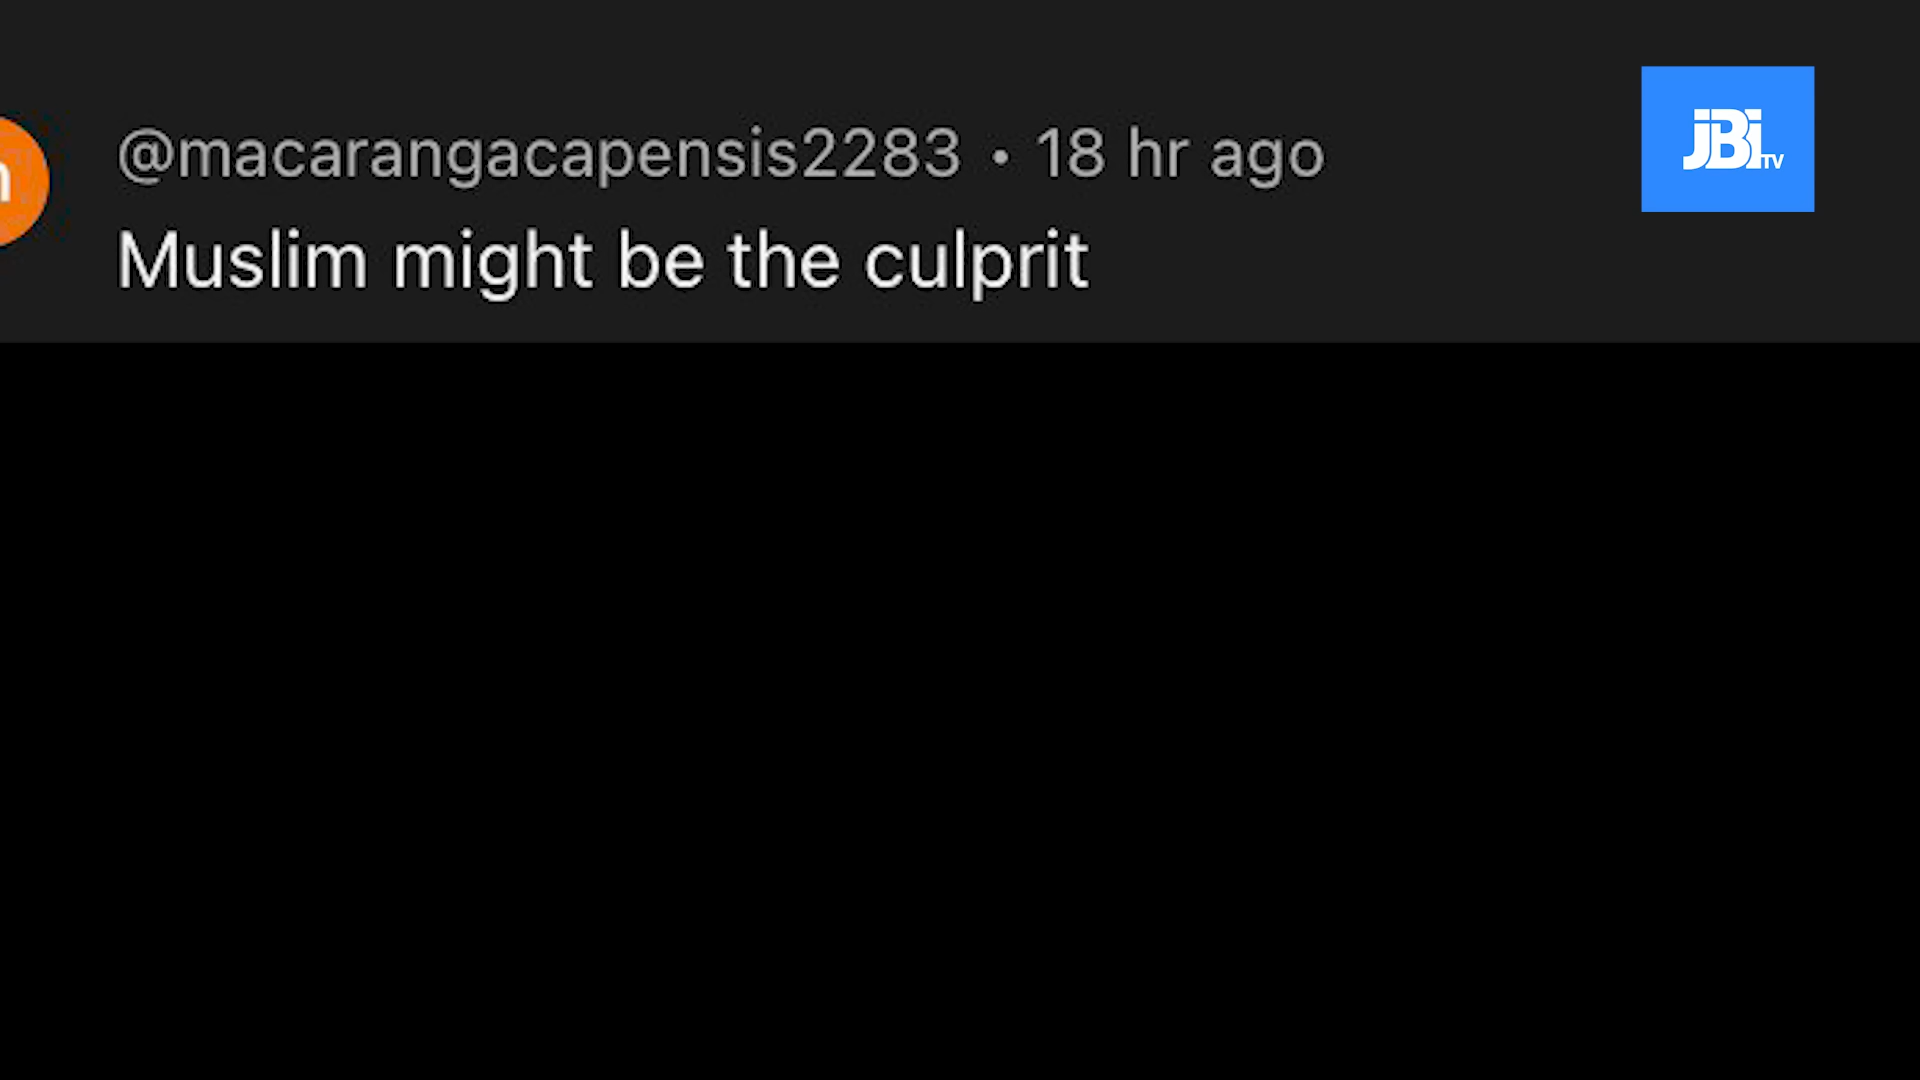 @macarangacapensis2283 • 18 hr ago
Muslim might be the culprit
JBi TV